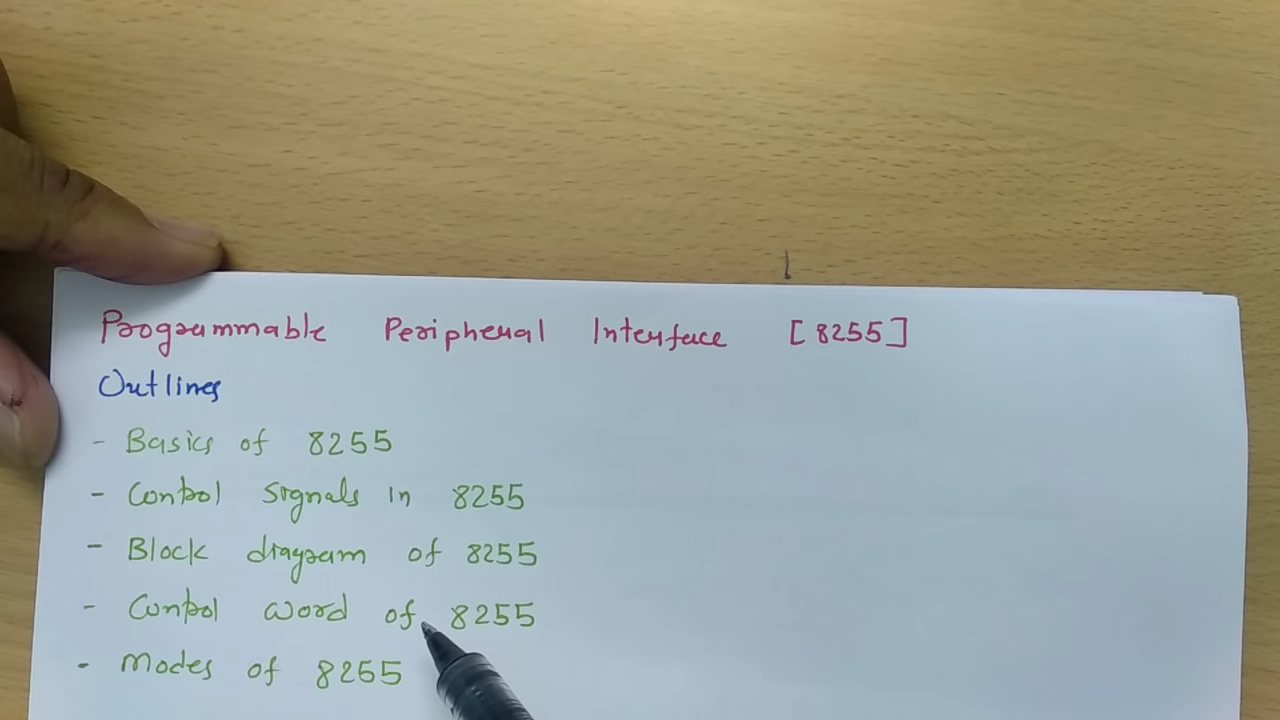 Programmable Peripheral Interface [8255]
Outlines
- Basics of 8255
- Control signals in 8255
- Block diagram of 8255
- Control word of 8255
- Modes of 8255